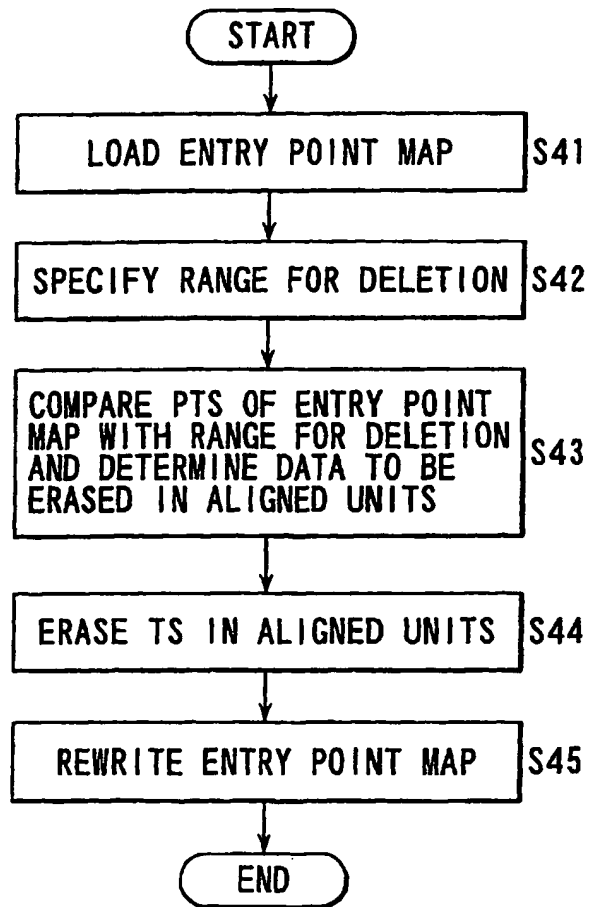 START
LOAD ENTRY POINT MAP S41
SPECIFY RANGE FOR DELETION S42
COMPARE PTS OF ENTRY POINT
MAP WITH RANGE FOR DELETION
AND DETERMINE DATA TO BE
ERASED IN ALIGNED UNITS
S43
ERASE TS IN ALIGNED UNITS S44
REWRITE ENTRY POINT MAP S45
END